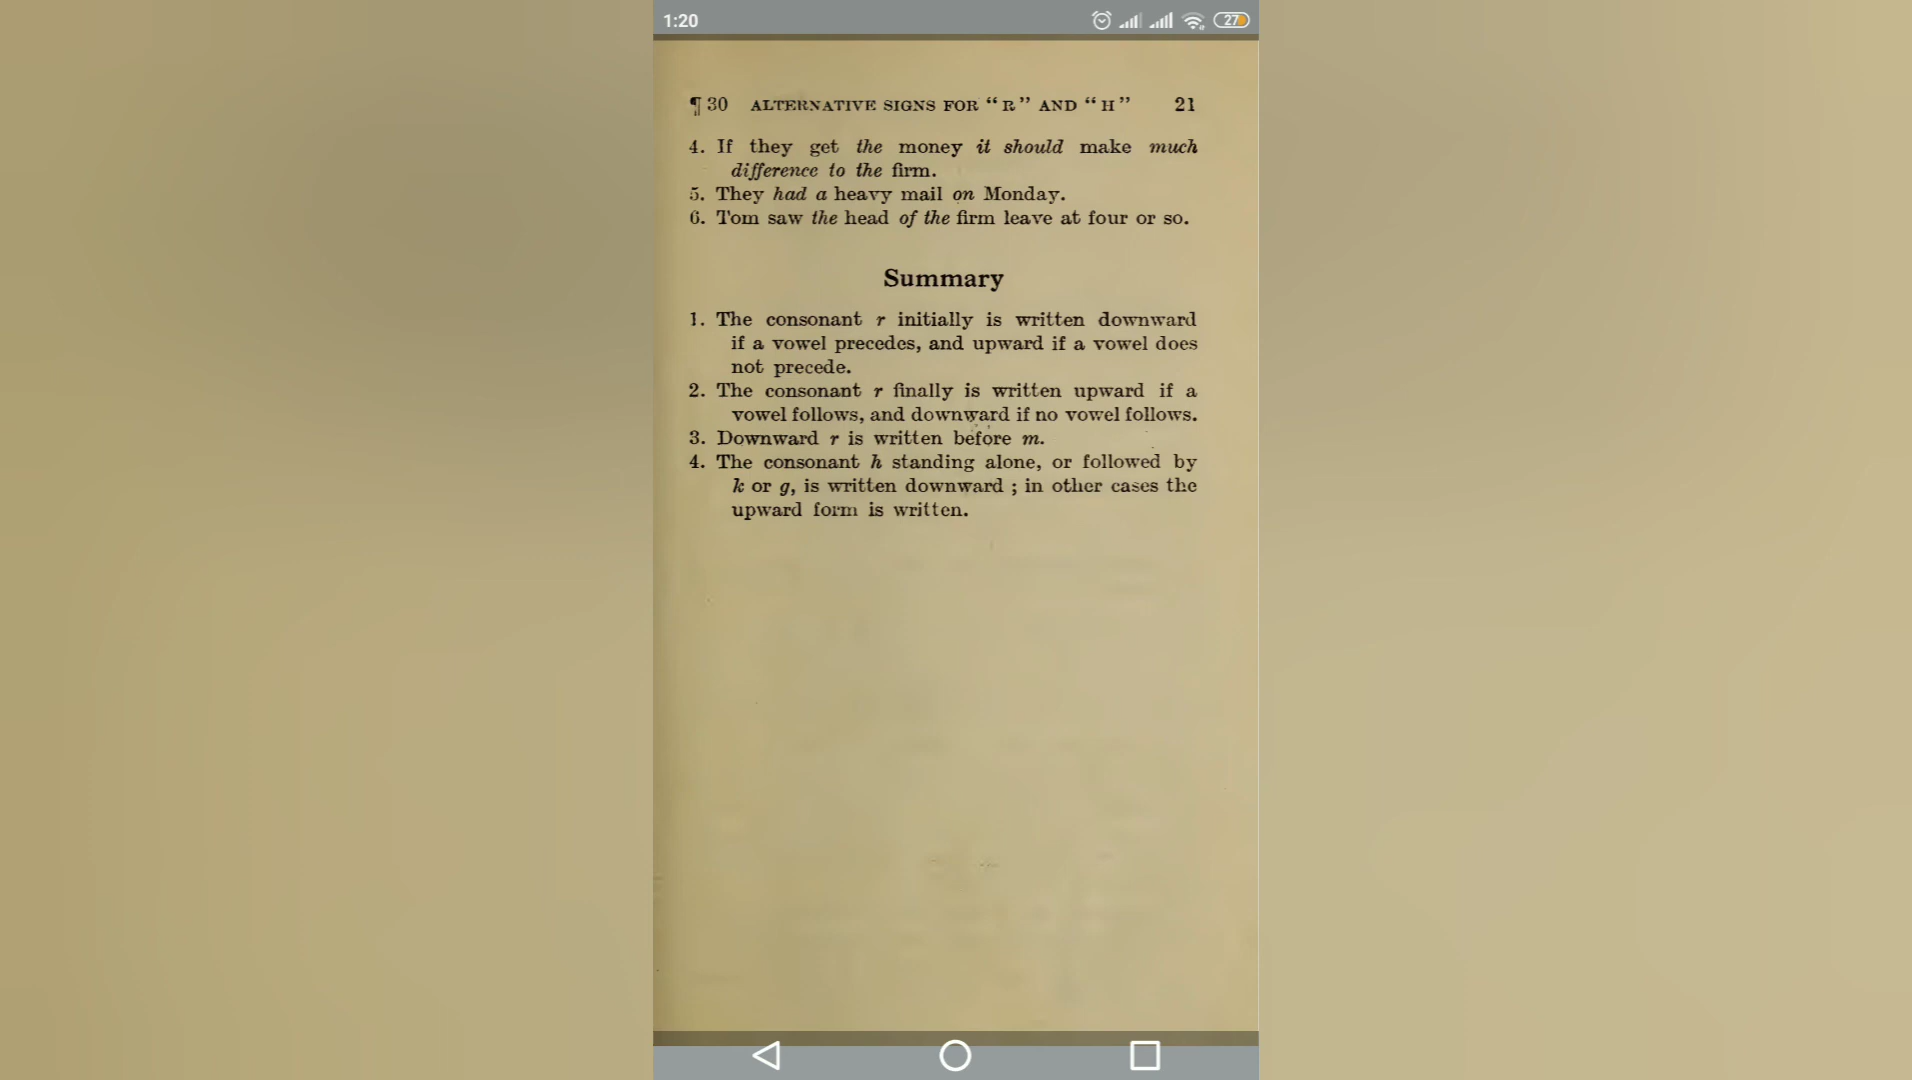 1:20
27
¶ 30 ALTERNATIVE SIGNS FOR “R” AND “H” 21
4. If they get the money it should make much
difference to the firm.
5. They had a heavy mail on Monday.
6. Tom saw the head of the firm leave at four or so.
Summary
1. The consonant r initially is written downward
if a vowel precedes, and upward if a vowel does
not precede.
2. The consonant r finally is written upward if a
vowel follows, and downward if no vowel follows.
3. Downward r is written before m.
4. The consonant h standing alone, or followed by
k or g, is written downward ; in other cases the
upward form is written.